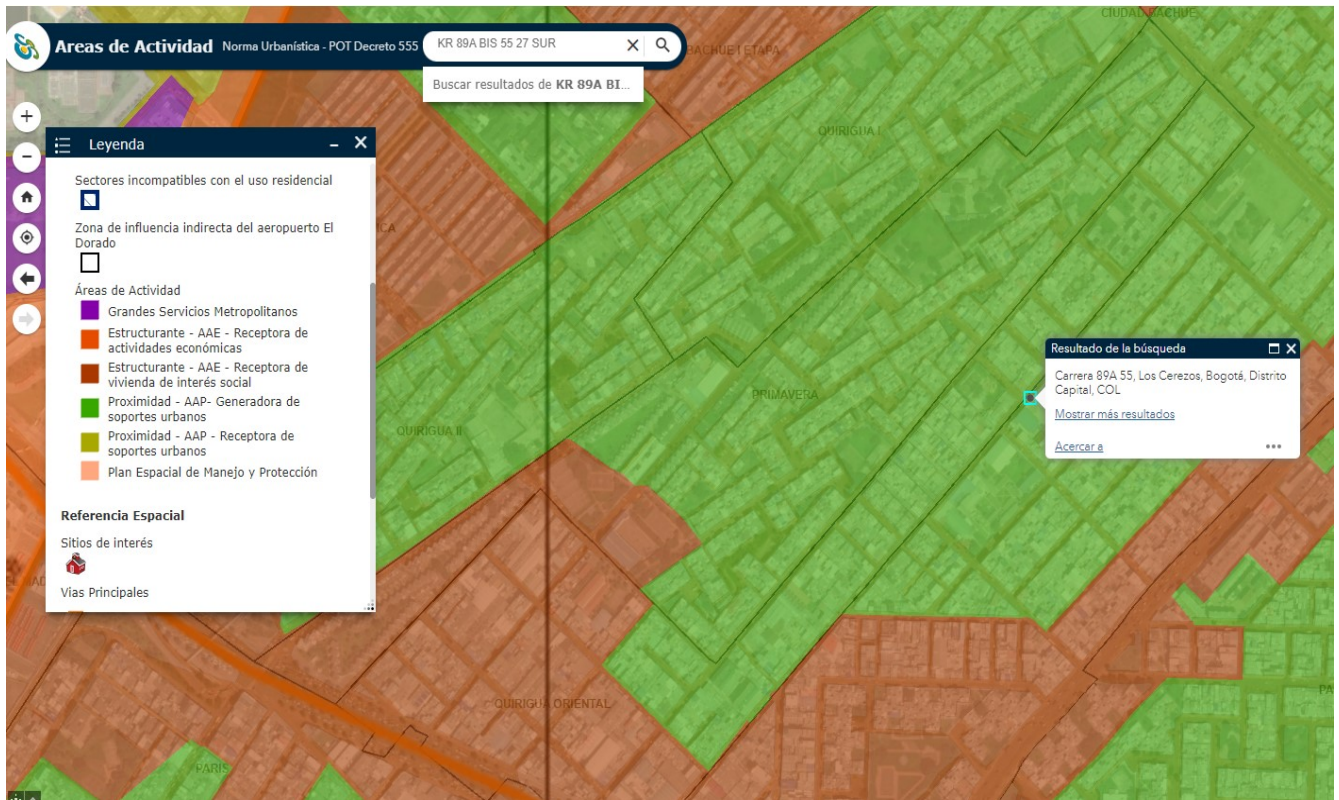 CIUDAD BACHUE
Areas de Actividad Norma Urbanística - POT Decreto 555
KR 89A BIS 55 27 SUR
BACHUE I ETAPA
Buscar resultados de KR 89A BI...
Leyenda
Sectores incompatibles con el uso residencial
Zona de influencia indirecta del aeropuerto El
Dorado
Áreas de Actividad
Grandes Servicios Metropolitanos
Estructurante - AAE - Receptora de
actividades económicas
Estructurante - AAE - Receptora de
vivienda de interés social
Proximidad - AAP- Generadora de
soportes urbanos
Proximidad - AAP - Receptora de
soportes urbanos
Plan Espacial de Manejo y Protección
Referencia Espacial
Sitios de interés
Vias Principales
QUIRIGUA I
Resultado de la búsqueda
Carrera 89A 55, Los Cerezos, Bogotá, Distrito
Capital, COL
Mostrar más resultados
Acercar a
PRIMAVERA
QUIRIGUA II
QUIRIGUA ORIENTAL
PARIS